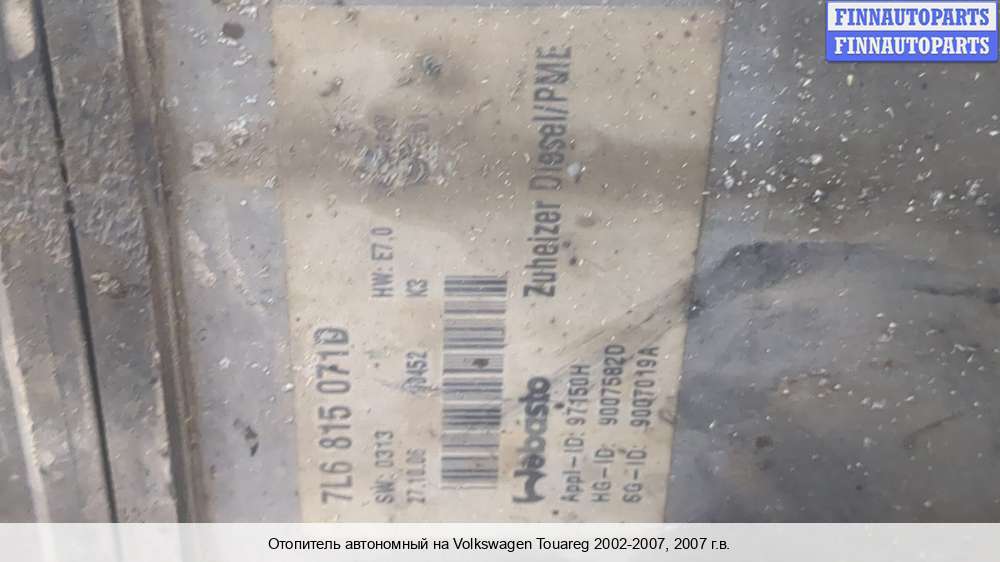 FINNAUTOPARTS
FINNAUTOPARTS
7L6 815 071D
SW: 0313 HW: E7,0
27.10.06 10452 K3
Webasto Zuheizer Diesel/PME
Appl-ID: 97150H
HG-ID: 9007582D
SG-ID: 9007019A
Отопитель автономный на Volkswagen Touareg 2002-2007, 2007 г.в.